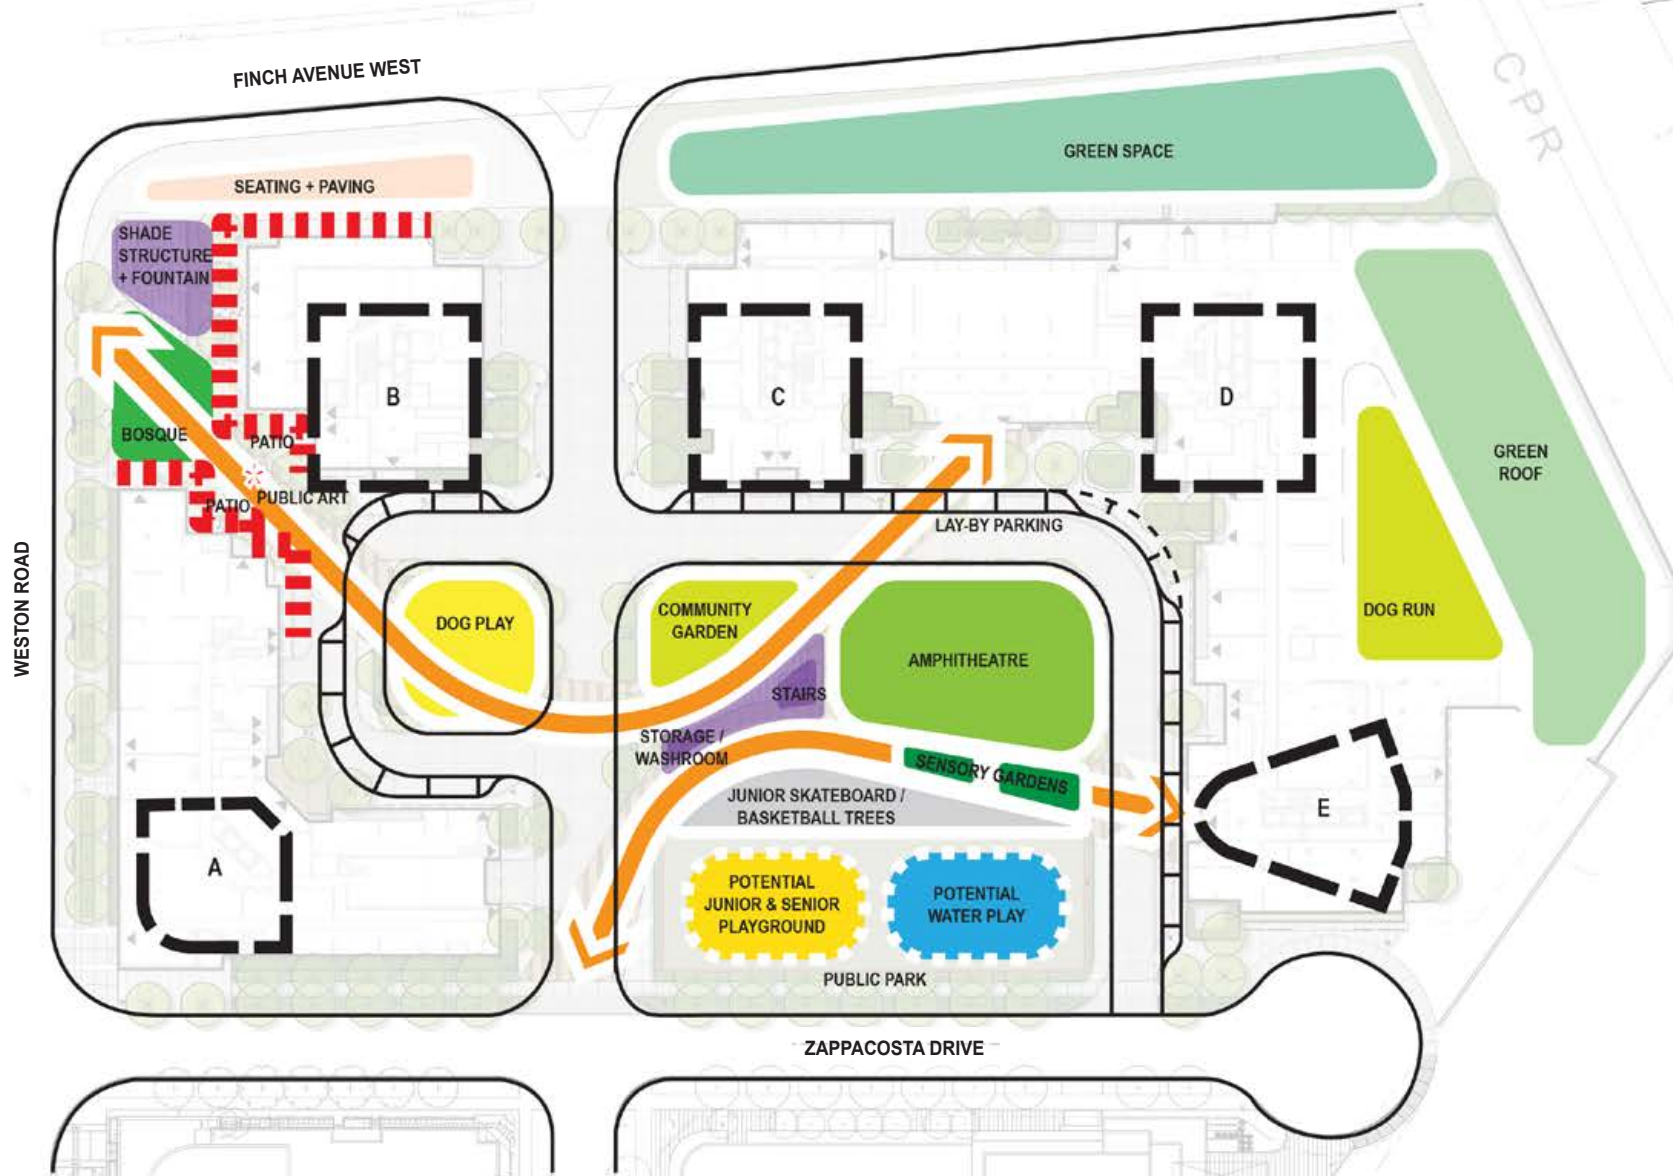 FINCH AVENUE WEST
CPR
GREEN SPACE
SEATING + PAVING
SHADE
STRUCTURE
+ FOUNTAIN
B
C
D
BOSQUE
PATIO
PUBLIC ART
PATIO
GREEN
ROOF
LAY-BY PARKING
WESTON ROAD
DOG PLAY
COMMUNITY
GARDEN
DOG RUN
AMPHITHEATRE
STAIRS
STORAGE /
WASHROOM
SENSORY GARDENS
JUNIOR SKATEBOARD /
BASKETBALL TREES
E
A
POTENTIAL
JUNIOR & SENIOR
PLAYGROUND
POTENTIAL
WATER PLAY
PUBLIC PARK
ZAPPACOSTA DRIVE